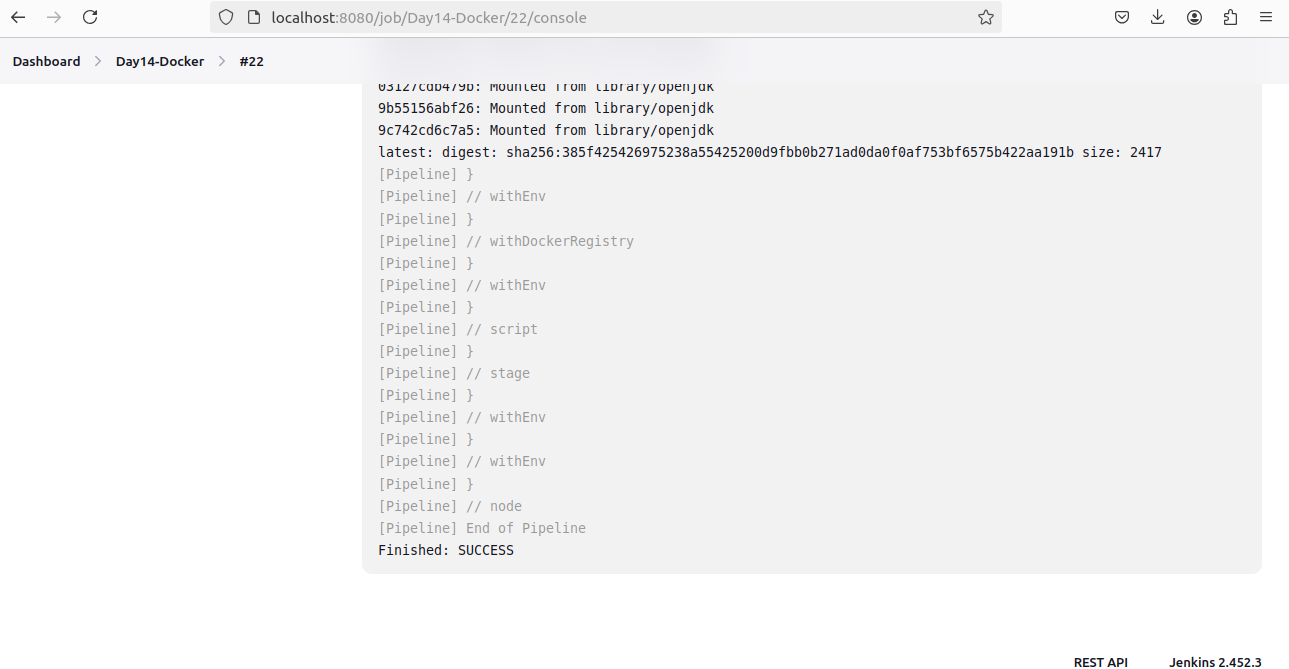 localhost:8080/job/Day14-Docker/22/console
Dashboard > Day14-Docker > #22
03127cdb479b: Mounted from library/openjdk
9b55156abf26: Mounted from library/openjdk
9c742cd6c7a5: Mounted from library/openjdk
latest: digest: sha256:385f425426975238a55425200d9fbb0b271ad0da0f0af753bf6575b422aa191b size: 2417
[Pipeline] }
[Pipeline] // withEnv
[Pipeline] }
[Pipeline] // withDockerRegistry
[Pipeline] }
[Pipeline] // withEnv
[Pipeline] }
[Pipeline] // script
[Pipeline] }
[Pipeline] // stage
[Pipeline] }
[Pipeline] // withEnv
[Pipeline] }
[Pipeline] // withEnv
[Pipeline] }
[Pipeline] // node
[Pipeline] End of Pipeline
Finished: SUCCESS
REST API Jenkins 2.452.3